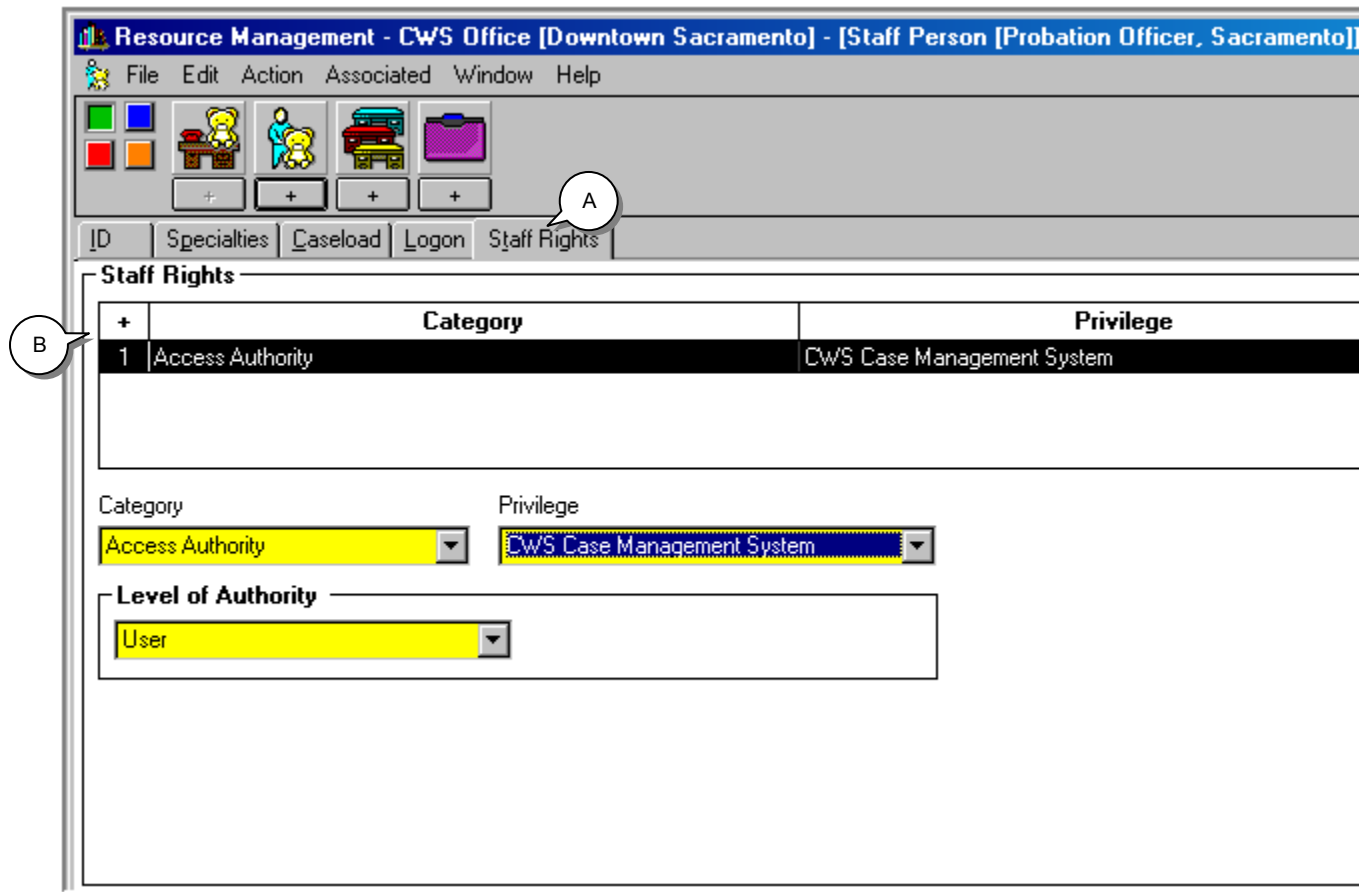 Resource Management - CWS Office [Downtown Sacramento] - [Staff Person [Probation Officer, Sacramento]]
File Edit Action Associated Window Help
+ + + +
A
ID Specialties Caseload Logon Staff Rights
Staff Rights
B
+ Category Privilege
1 Access Authority CWS Case Management System
Category Privilege
Access Authority CWS Case Management System
Level of Authority
User